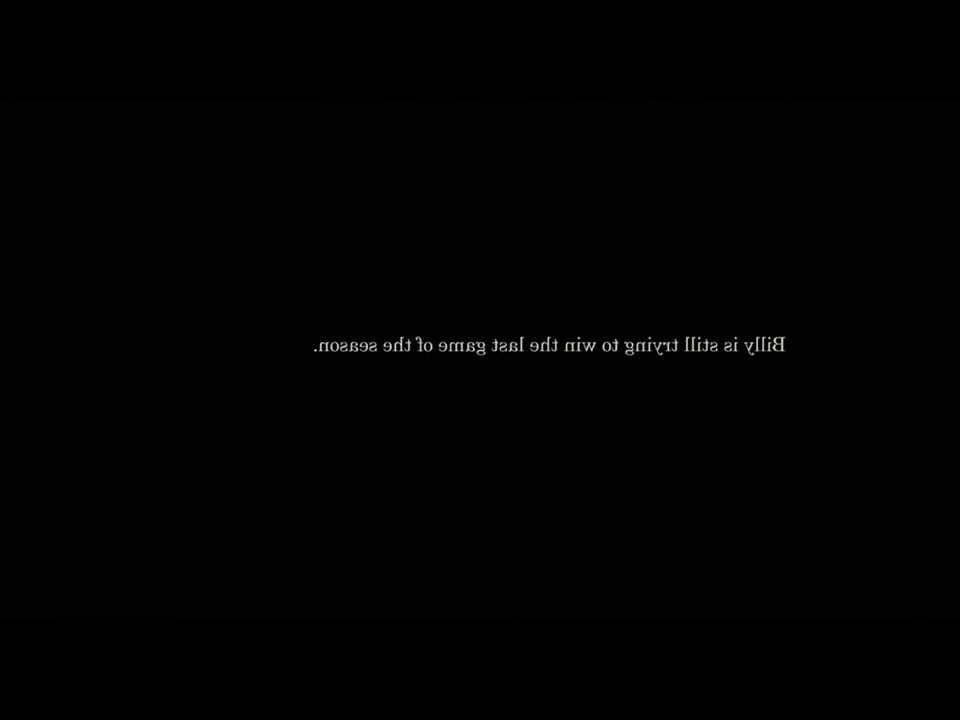 Billy is still trying to win the last game of the season.